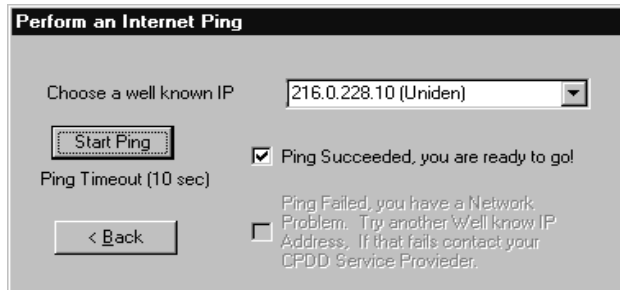 Perform an Internet Ping
Choose a well known IP
216.0.228.10 (Uniden)
Start Ping
Ping Succeeded, you are ready to go!
Ping Timeout (10 sec)
Ping Failed, you have a Network
Problem. Try another Well know IP
Address, If that fails contact your
CPDD Service Provieder.
< Back